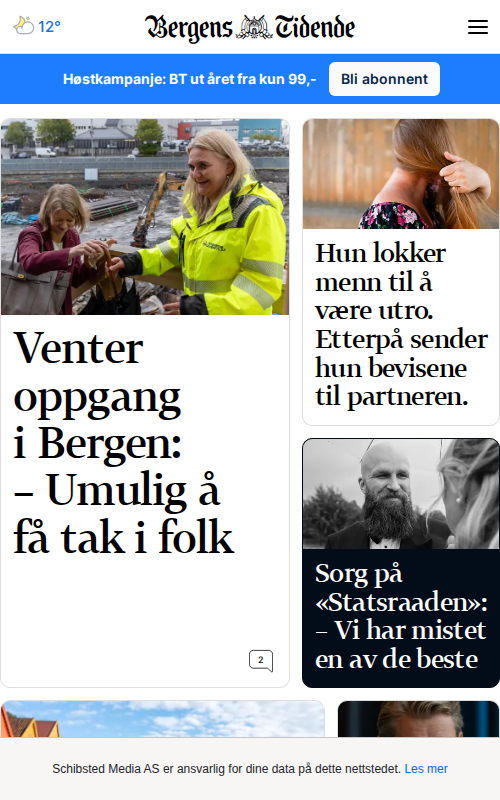 12°
Bergens Tidende
Høstkampanje: BT ut året fra kun 99,-
Bli abonnent
Venter
oppgang
i Bergen:
– Umulig å
få tak i folk
2
Hun lokker
menn til å
være utro.
Etterpå sender
hun bevisene
til partneren.
Sorg på
«Statsraaden»:
– Vi har mistet
en av de beste
Schibsted Media AS er ansvarlig for dine data på dette nettstedet. Les mer